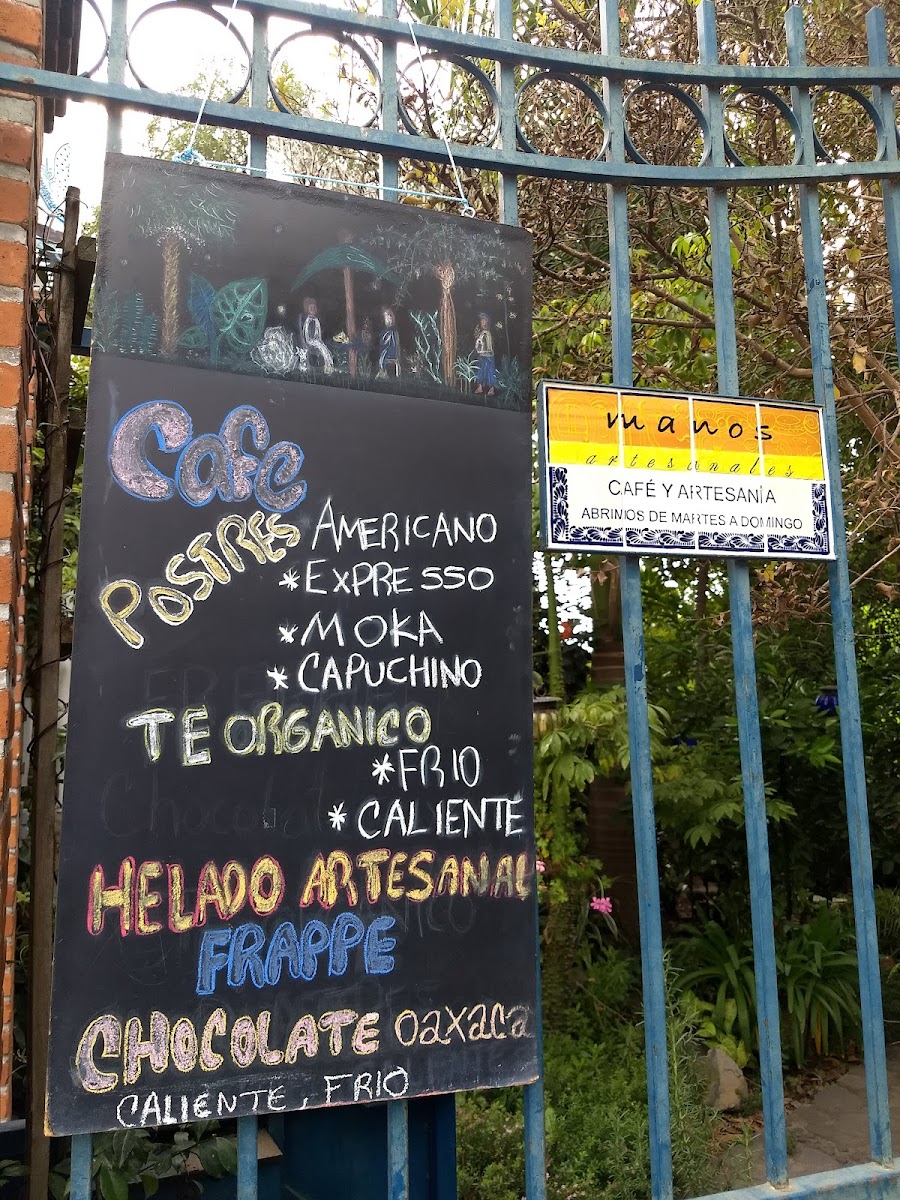 Cafe
POSTRES
AMERICANO
*EXPRESSO
*MOKA
*CAPUCHINO
TE ORGANICO
*FRIO
*CALIENTE
HELADO ARTESANAL
FRAPPE
CHOCOLATE OAXACA
CALIENTE, FRIO
manos
artesanales
CAFÉ Y ARTESANÍA
ABRIMOS DE MARTES A DOMINGO